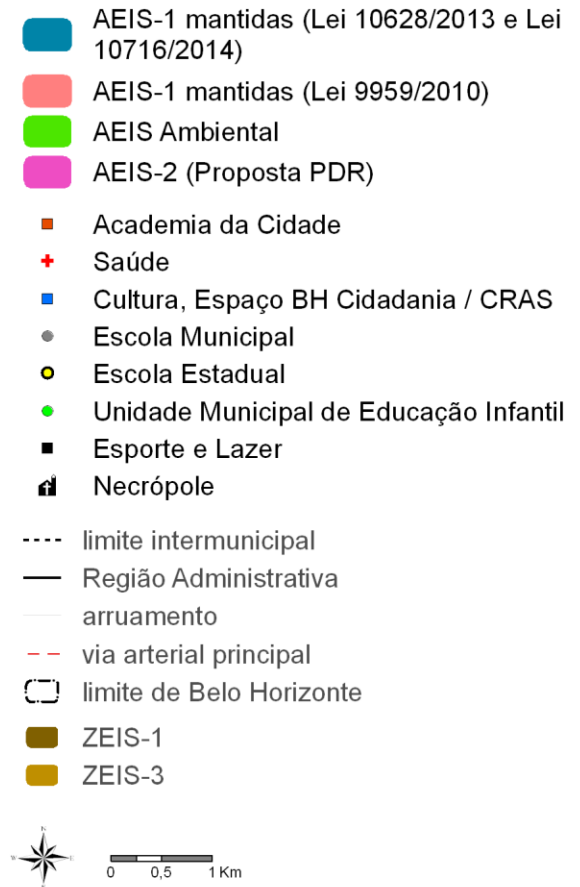 AEIS-1 mantidas (Lei 10628/2013 e Lei
10716/2014)
AEIS-1 mantidas (Lei 9959/2010)
AEIS Ambiental
AEIS-2 (Proposta PDR)
Academia da Cidade
Saúde
Cultura, Espaço BH Cidadania / CRAS
Escola Municipal
Escola Estadual
Unidade Municipal de Educação Infantil
Esporte e Lazer
Necrópole
limite intermunicipal
Região Administrativa
arruamento
via arterial principal
limite de Belo Horizonte
ZEIS-1
ZEIS-3
N
W E
S
0 0,5 1 Km